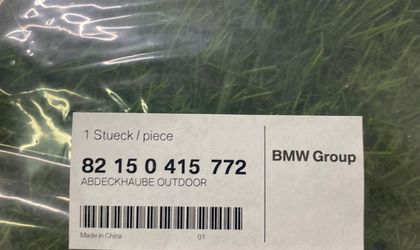 1 Stueck / piece
82 15 0 415 772
ABDECKHAUBE OUTDOOR
BMW Group
Made in China
01